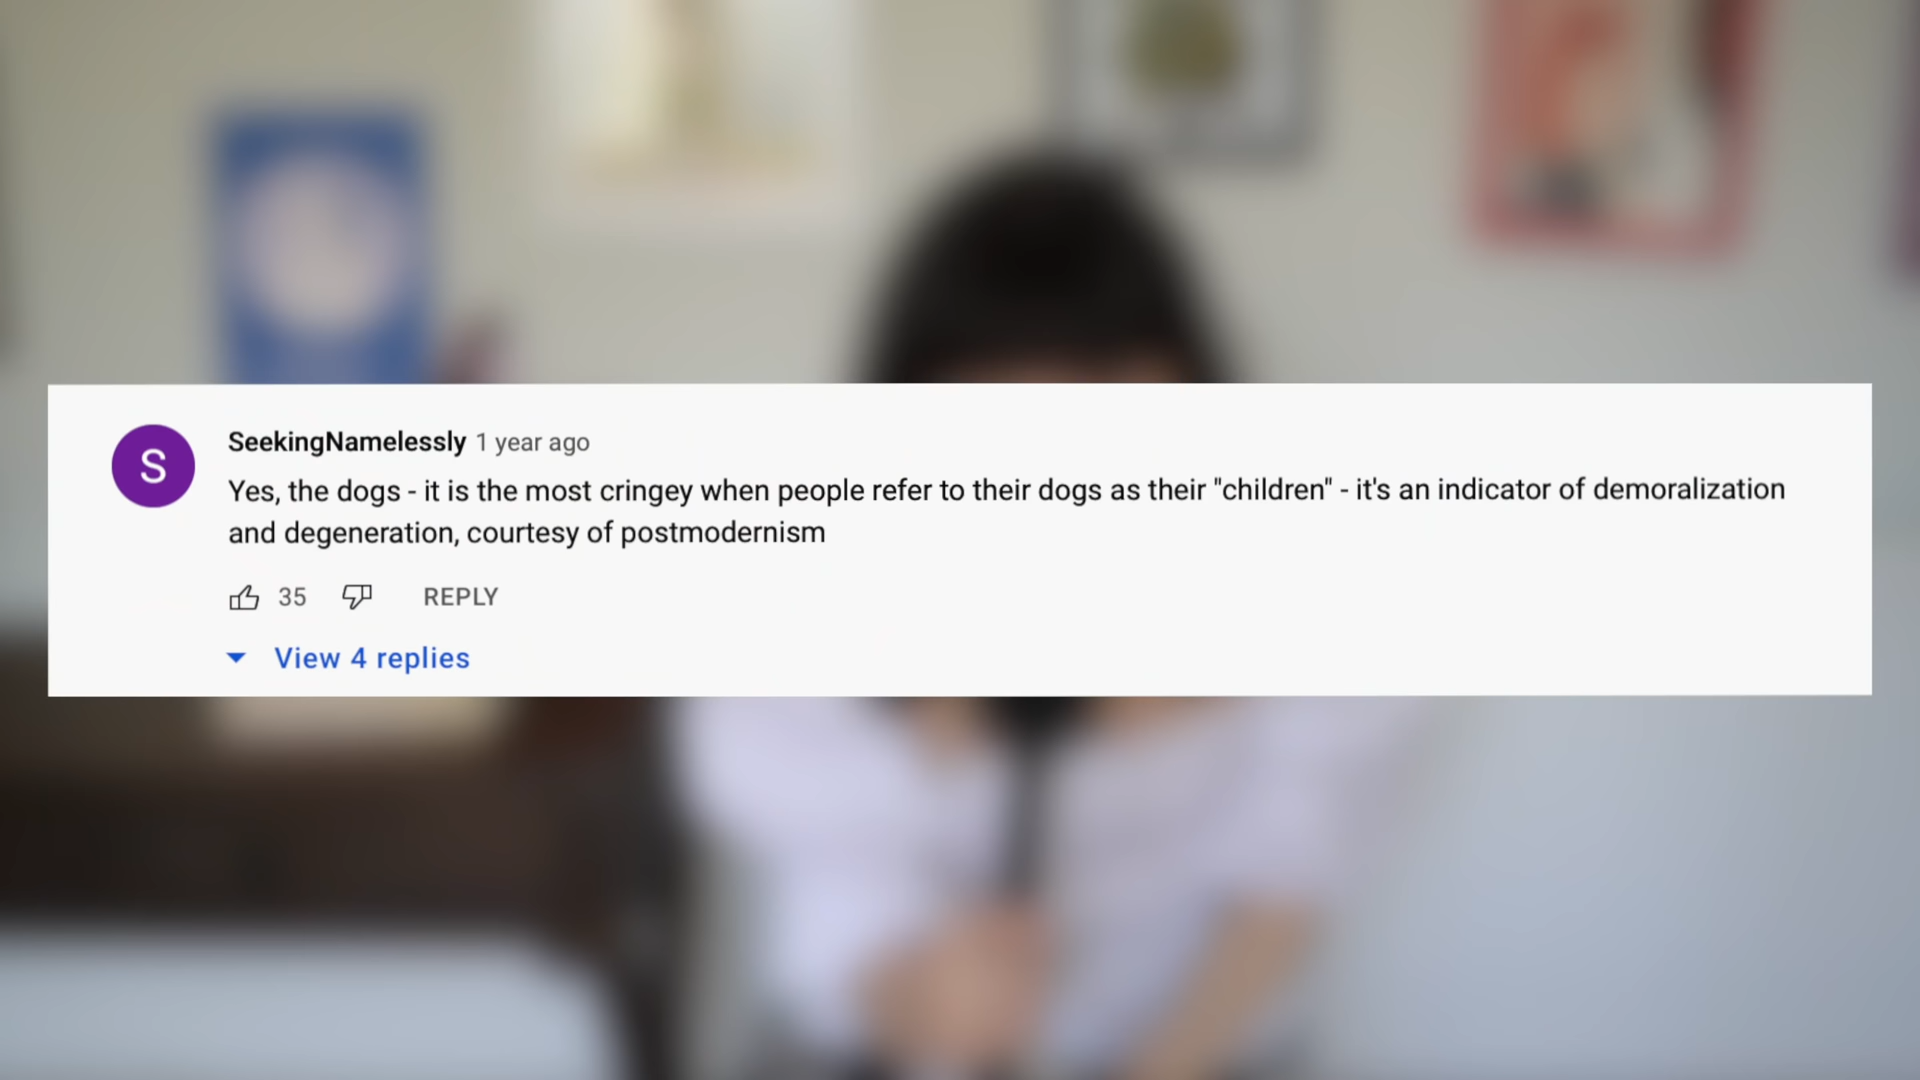 S
SeekingNamelessly 1 year ago
Yes, the dogs - it is the most cringey when people refer to their dogs as their "children" - it's an indicator of demoralization
and degeneration, courtesy of postmodernism
35 REPLY
View 4 replies